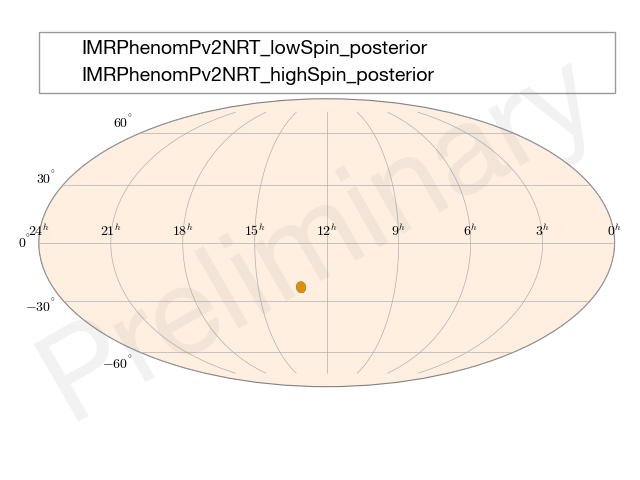 IMRPhenomPv2NRT_lowSpin_posterior
IMRPhenomPv2NRT_highSpin_posterior
60°
30°
0°
24ʰ 21ʰ 18ʰ 15ʰ 12ʰ 9ʰ 6ʰ 3ʰ 0ʰ
−30°
−60°
Preliminary